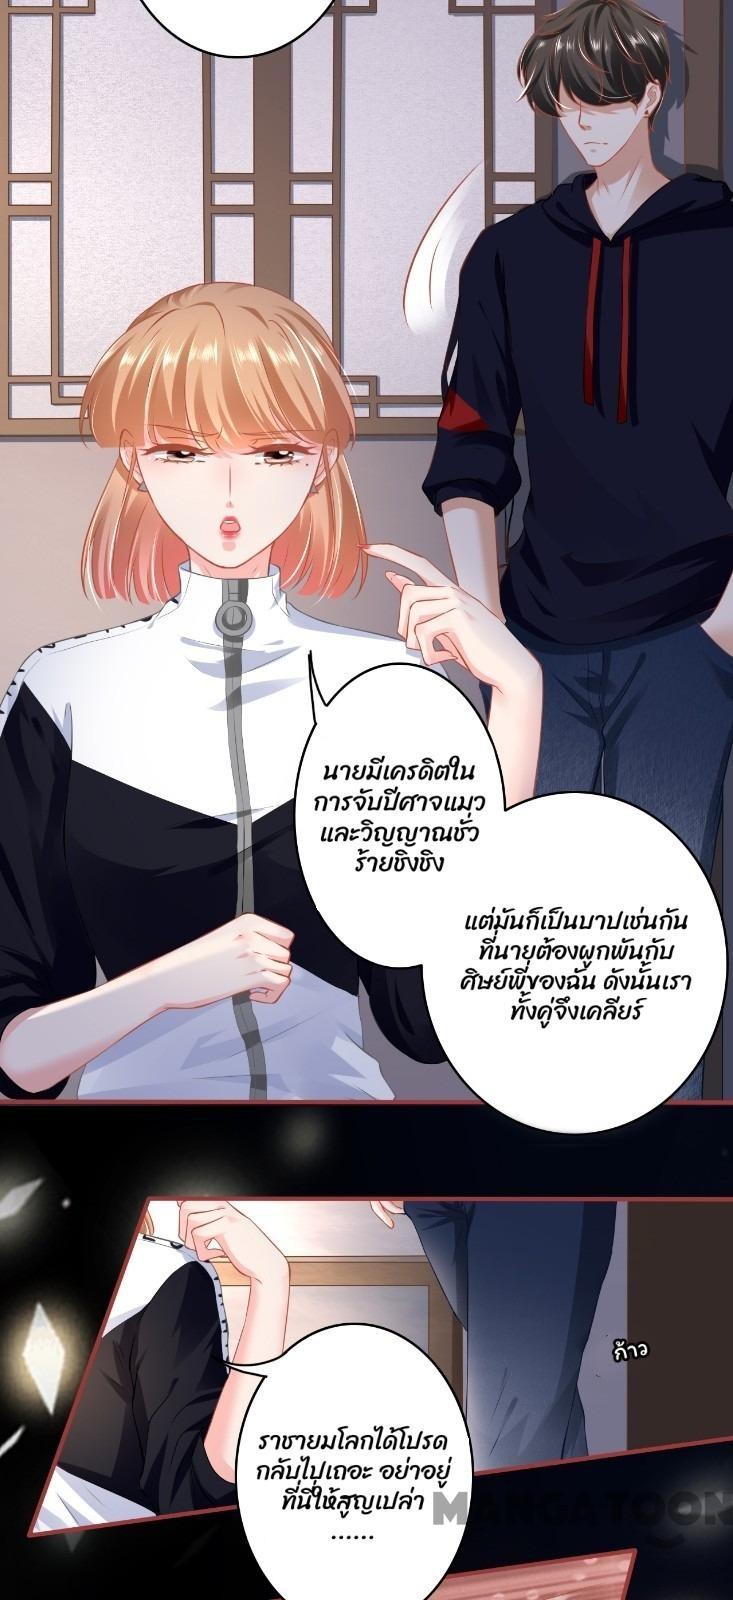 นายมีเครดิตใน
การจับปีศาจแมว
และวิญญาณชั่ว
ร้ายชิงชิง
แต่มันก็เป็นบาปเช่นกัน
ที่นายต้องผูกพันกับ
ศิษย์พี่ของฉัน ดังนั้นเรา
ทั้งคู่จึงเคลียร์
ก้าว
ราชายมโลกได้โปรด
กลับไปเถอะ อย่าอยู่
ที่นี่ให้สูญเปล่า
......
MANGATOON